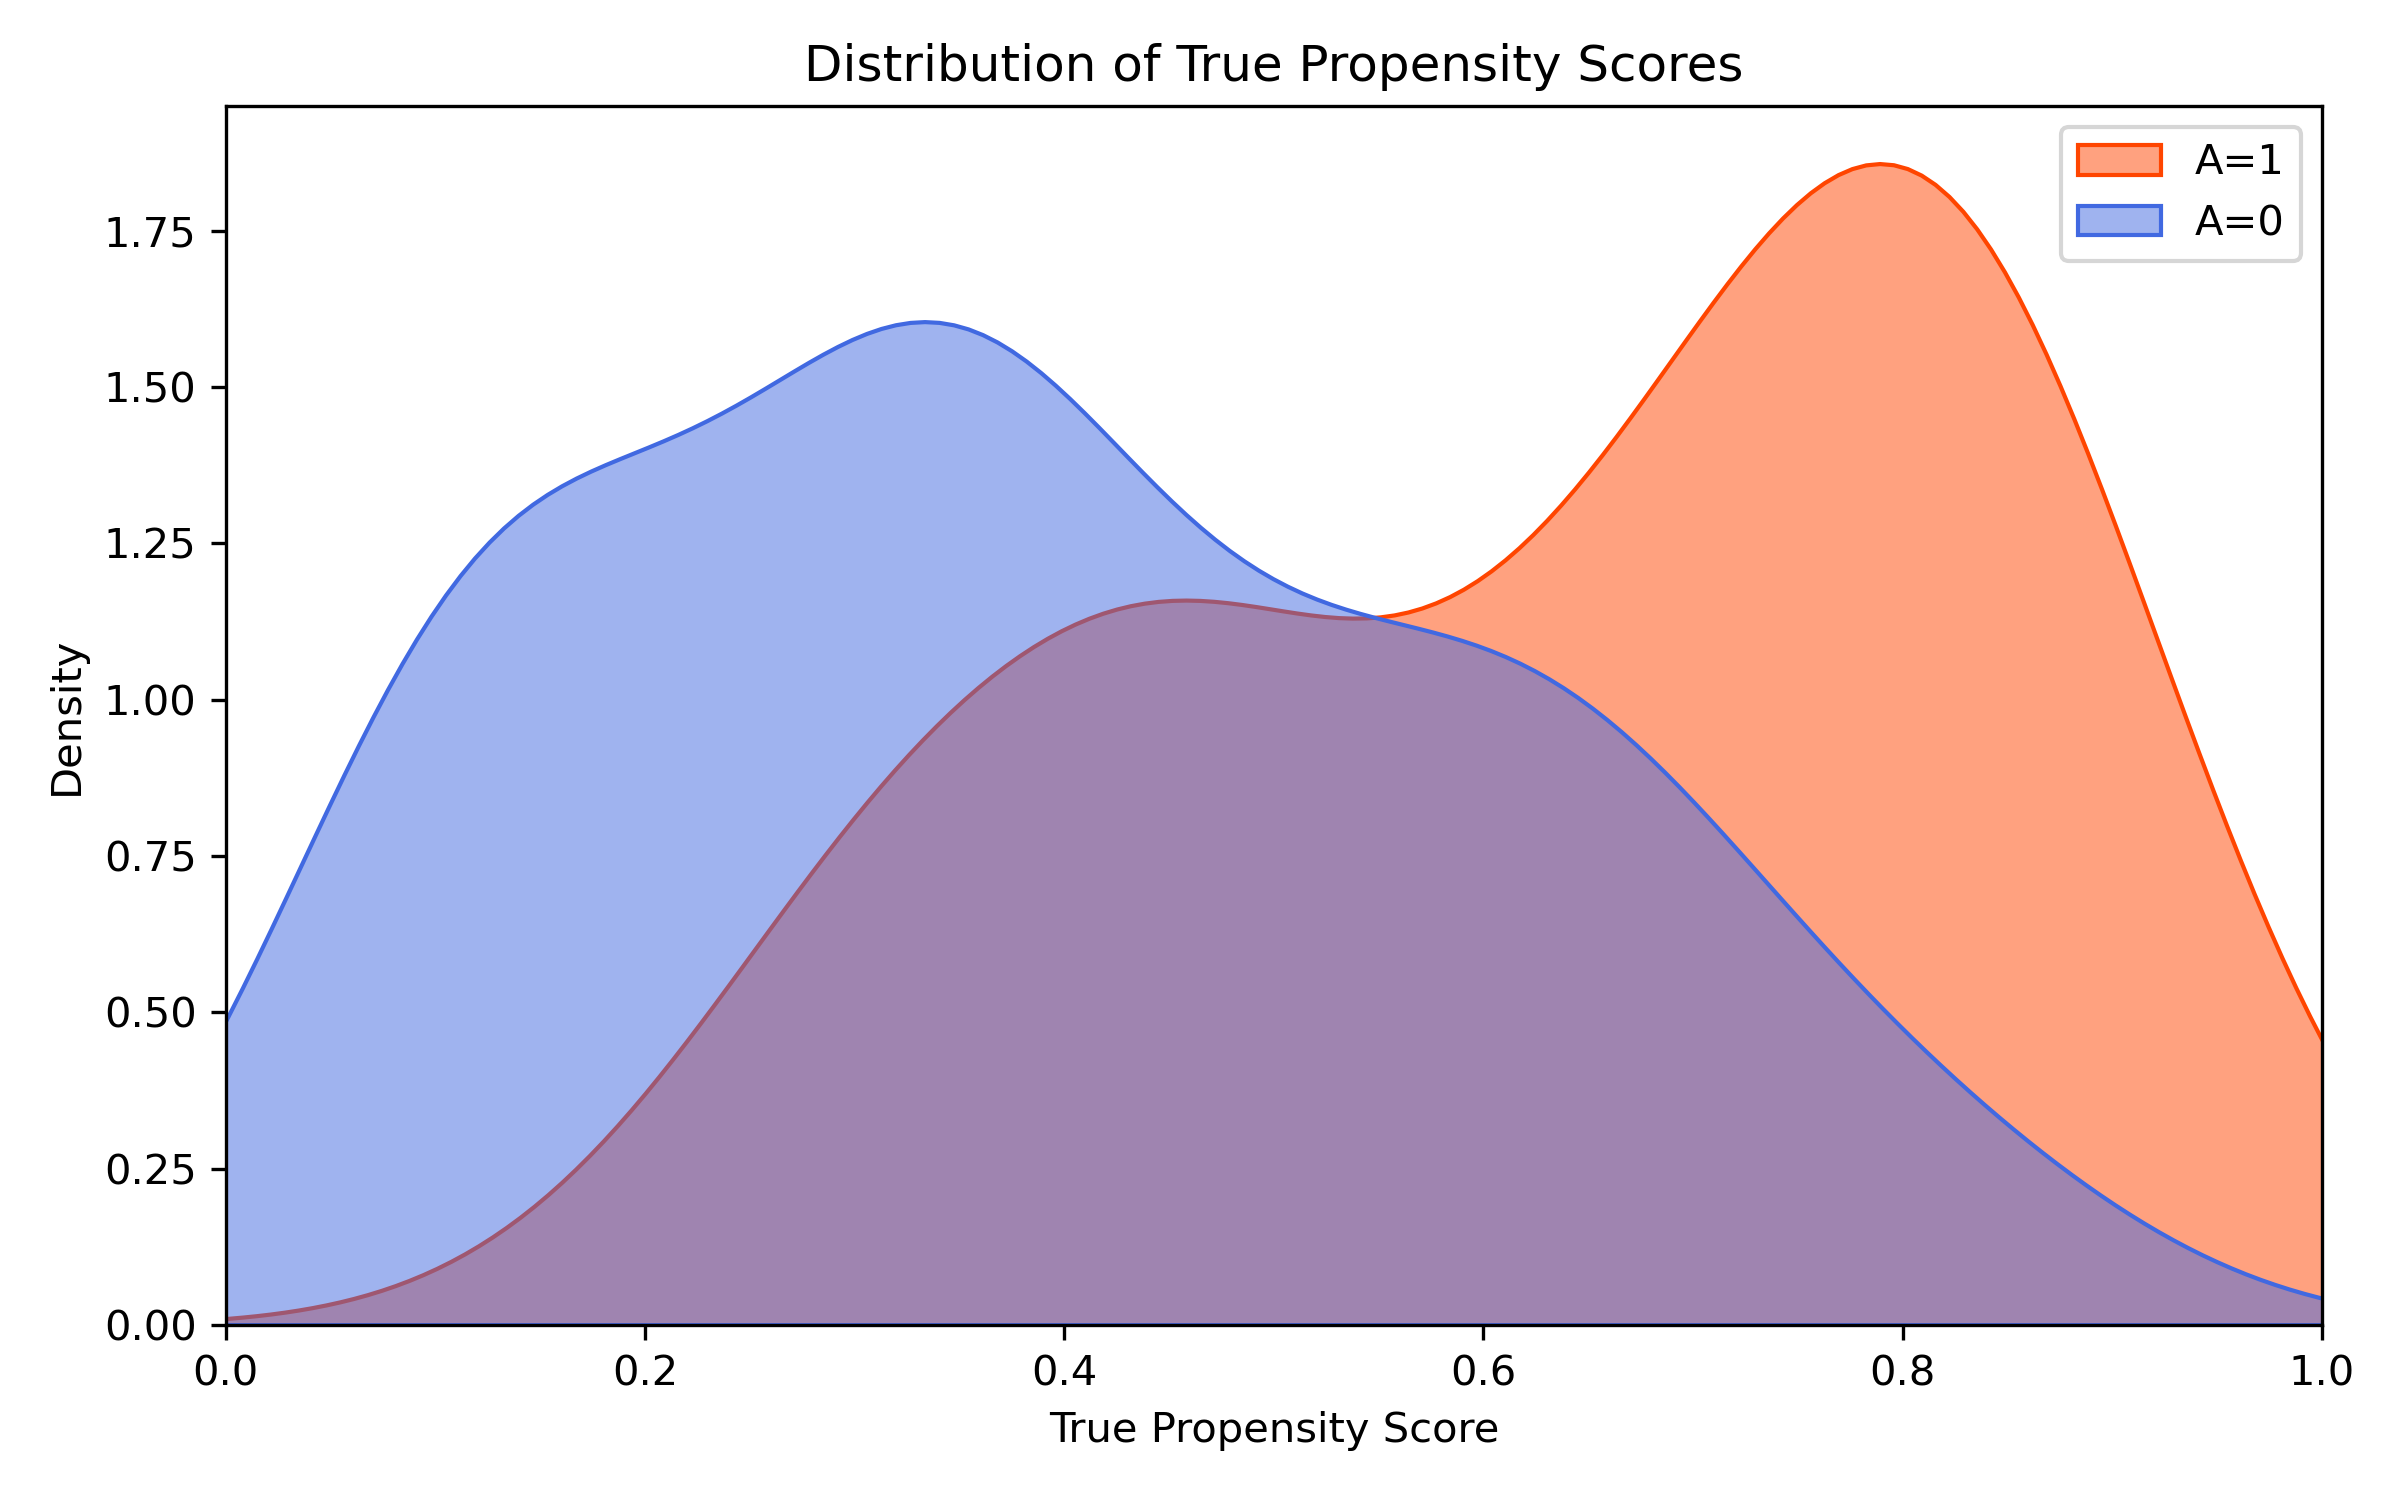 Distribution of True Propensity Scores
A=1
A=0
1.75
1.50
1.25
1.00
0.75
0.50
0.25
0.00
Density
0.0 0.2 0.4 0.6 0.8 1.0
True Propensity Score